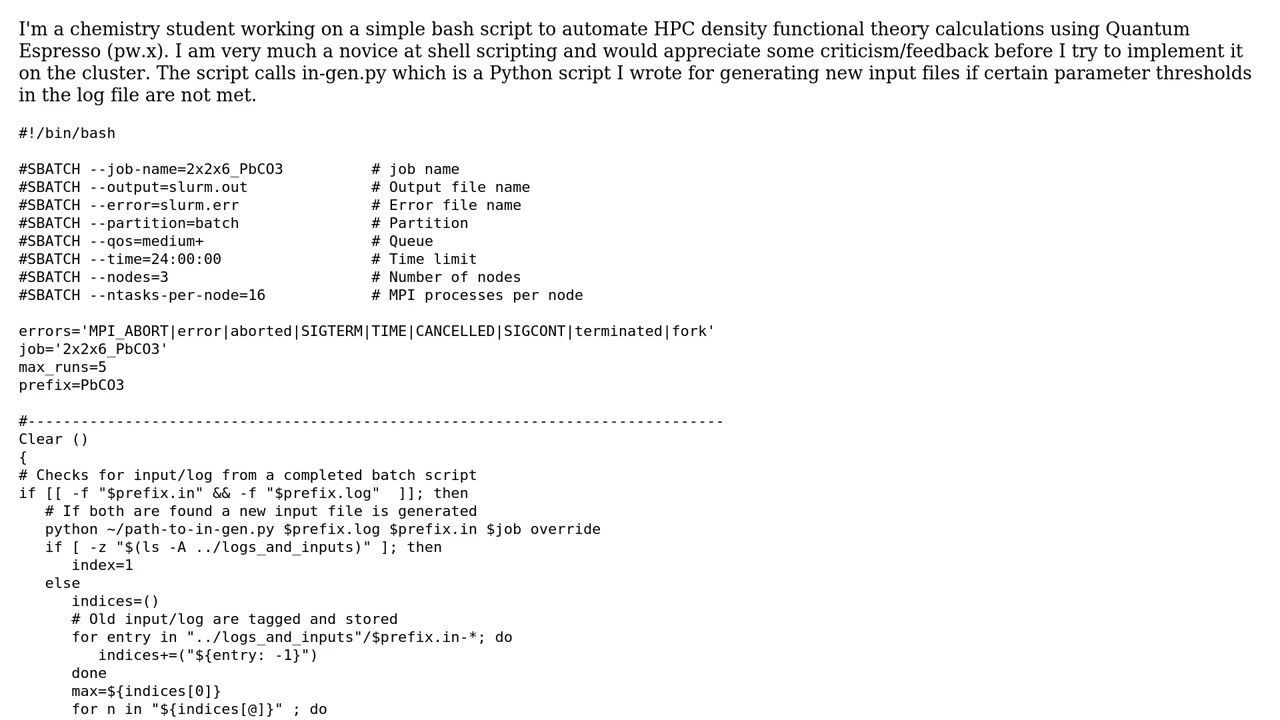 I'm a chemistry student working on a simple bash script to automate HPC density functional theory calculations using Quantum
Espresso (pw.x). I am very much a novice at shell scripting and would appreciate some criticism/feedback before I try to implement it
on the cluster. The script calls in-gen.py which is a Python script I wrote for generating new input files if certain parameter thresholds
in the log file are not met.

#!/bin/bash

#SBATCH --job-name=2x2x6_PbCO3          # job name
#SBATCH --output=slurm.out              # Output file name
#SBATCH --error=slurm.err               # Error file name
#SBATCH --partition=batch               # Partition
#SBATCH --qos=medium+                   # Queue
#SBATCH --time=24:00:00                 # Time limit
#SBATCH --nodes=3                       # Number of nodes
#SBATCH --ntasks-per-node=16            # MPI processes per node

errors='MPI_ABORT|error|aborted|SIGTERM|TIME|CANCELLED|SIGCONT|terminated|fork'
job='2x2x6_PbCO3'
max_runs=5
prefix=PbCO3

#-------------------------------------------------------------------------------
Clear ()
{
# Checks for input/log from a completed batch script
if [[ -f "$prefix.in" && -f "$prefix.log"  ]]; then
   # If both are found a new input file is generated
   python ~/path-to-in-gen.py $prefix.log $prefix.in $job override
   if [ -z "$(ls -A ../logs_and_inputs)" ]; then
      index=1
   else
      indices=()
      # Old input/log are tagged and stored
      for entry in "../logs_and_inputs"/$prefix.in-*; do
         indices+=("${entry: -1}")
      done
      max=${indices[0]}
      for n in "${indices[@]}" ; do